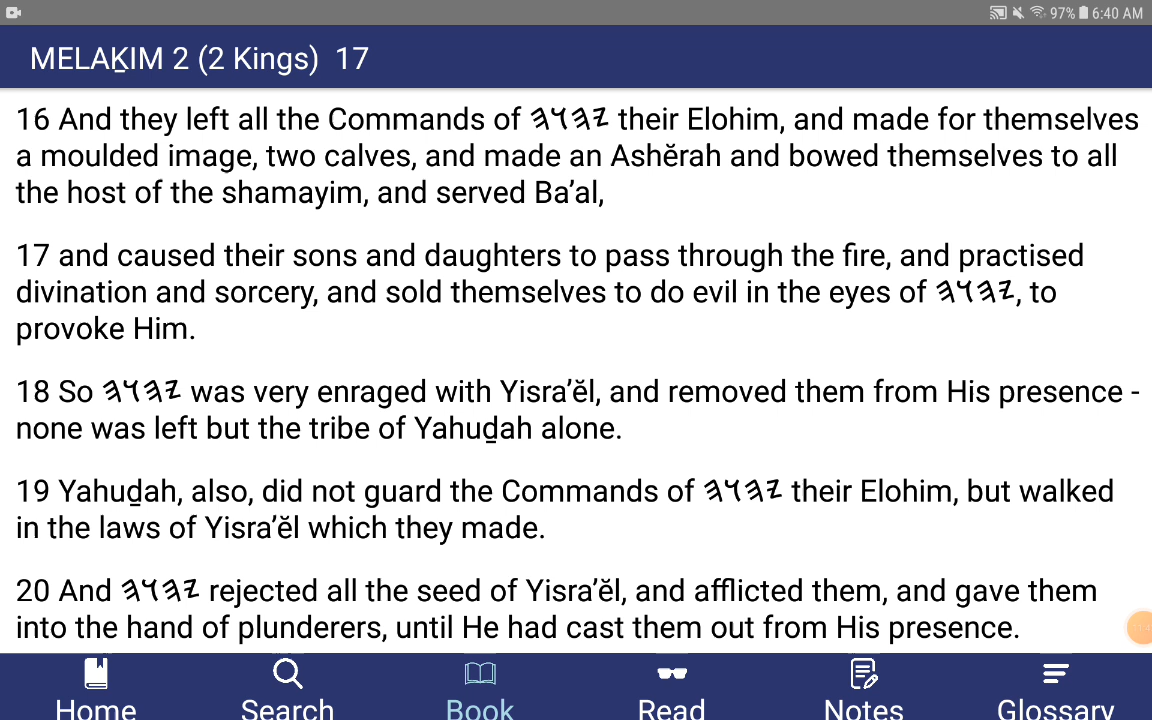 97% 6:40 AM
MELAḴIM 2 (2 Kings) 17
16 And they left all the Commands of 𐤉𐤄𐤅𐤄 their Elohim, and made for themselves
a moulded image, two calves, and made an Ashĕrah and bowed themselves to all
the host of the shamayim, and served Ba’al,
17 and caused their sons and daughters to pass through the fire, and practised
divination and sorcery, and sold themselves to do evil in the eyes of 𐤉𐤄𐤅𐤄, to
provoke Him.
18 So 𐤉𐤄𐤅𐤄 was very enraged with Yisra’ĕl, and removed them from His presence -
none was left but the tribe of Yahuḏah alone.
19 Yahuḏah, also, did not guard the Commands of 𐤉𐤄𐤅𐤄 their Elohim, but walked
in the laws of Yisra’ĕl which they made.
20 And 𐤉𐤄𐤅𐤄 rejected all the seed of Yisra’ĕl, and afflicted them, and gave them
into the hand of plunderers, until He had cast them out from His presence.
Home Search Book Read Notes Glossary